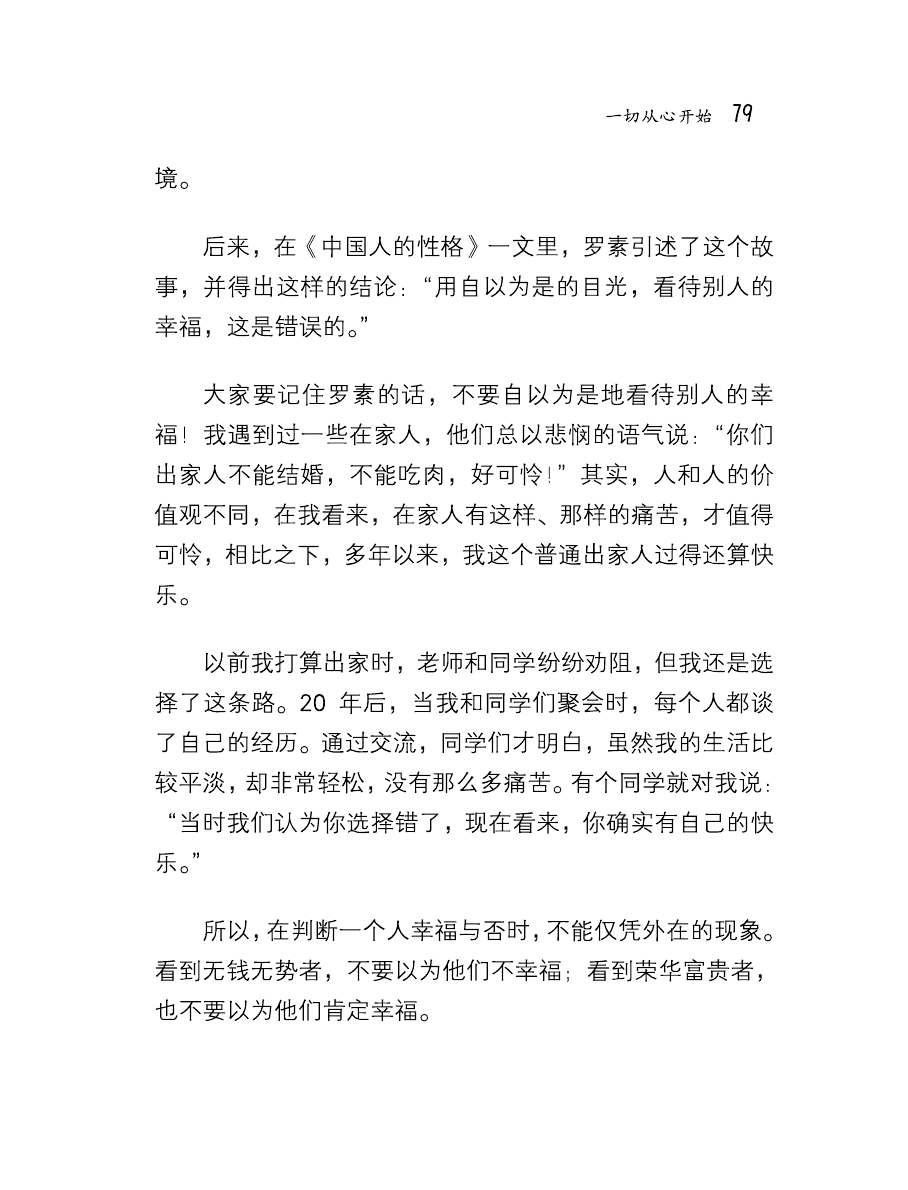 一切从心开始 79
境。
后来，在《中国人的性格》一文里，罗素引述了这个故
事，并得出这样的结论：“用自以为是的目光，看待别人的
幸福，这是错误的。”
大家要记住罗素的话，不要自以为是地看待别人的幸
福！我遇到过一些在家人，他们总以悲悯的语气说：“你们
出家人不能结婚，不能吃肉，好可怜！”其实，人和人的价
值观不同，在我看来，在家人有这样、那样的痛苦，才值得
可怜，相比之下，多年以来，我这个普通出家人过得还算快
乐。
以前我打算出家时，老师和同学纷纷劝阻，但我还是选
择了这条路。20 年后，当我和同学们聚会时，每个人都谈
了自己的经历。通过交流，同学们才明白，虽然我的生活比
较平淡，却非常轻松，没有那么多痛苦。有个同学就对我说：
“当时我们认为你选择错了，现在看来，你确实有自己的快
乐。”
所以，在判断一个人幸福与否时，不能仅凭外在的现象。
看到无钱无势者，不要以为他们不幸福；看到荣华富贵者，
也不要以为他们肯定幸福。